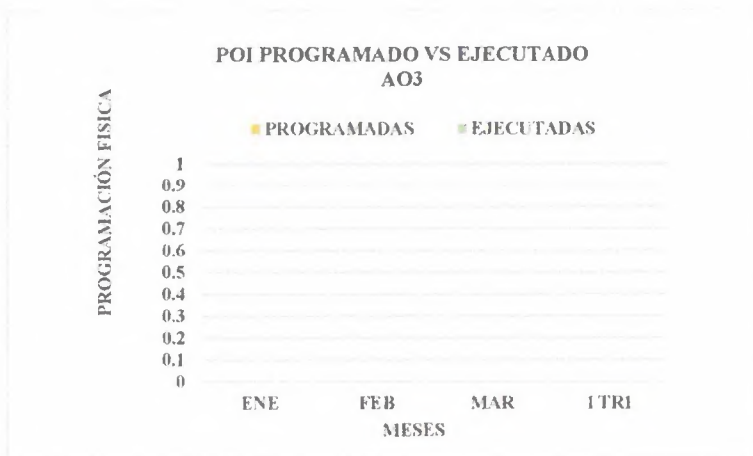 POI PROGRAMADO VS EJECUTADO
AO3
PROGRAMADAS EJECUTADAS
PROGRAMACIÓN FISICA
1
0.9
0.8
0.7
0.6
0.5
0.4
0.3
0.2
0.1
0
ENE FEB MAR 1 TRI
MESES